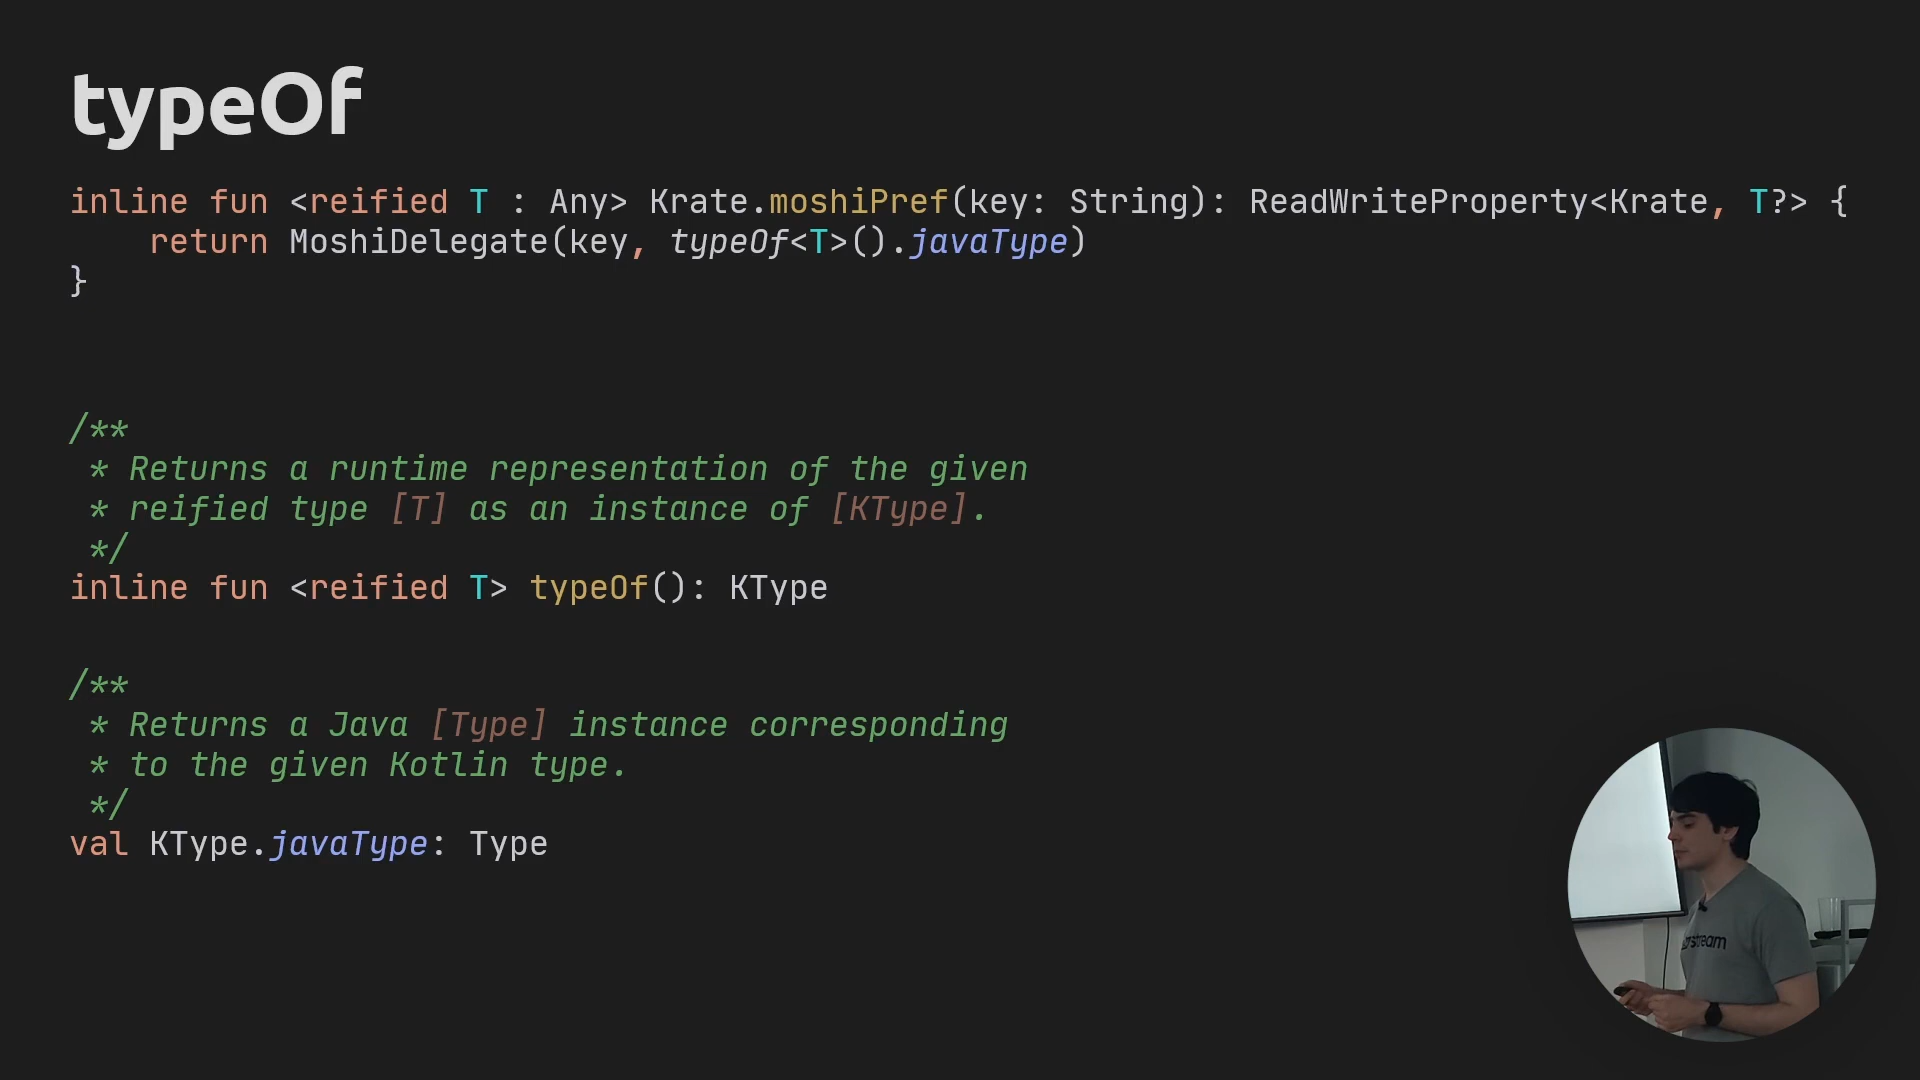 typeOf
inline fun <reified T : Any> Krate.moshiPref(key: String): ReadWriteProperty<Krate, T?> {
    return MoshiDelegate(key, typeOf<T>().javaType)
}
/**
 * Returns a runtime representation of the given
 * reified type [T] as an instance of [KType].
 */
inline fun <reified T> typeOf(): KType
/**
 * Returns a Java [Type] instance corresponding
 * to the given Kotlin type.
 */
val KType.javaType: Type